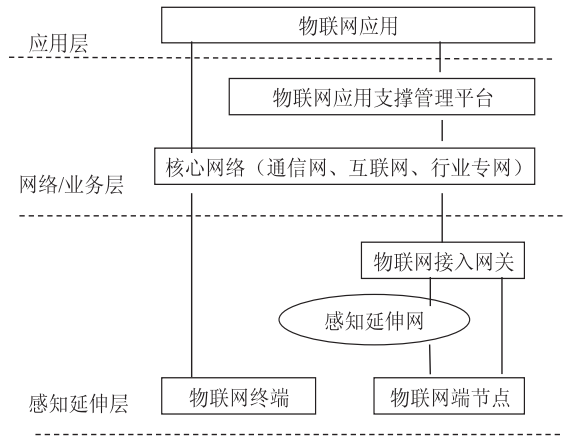 物联网应用
应用层
物联网应用支撑管理平台
核心网络（通信网、互联网、行业专网）
网络/业务层
物联网接入网关
感知延伸网
感知延伸层
物联网终端
物联网端节点